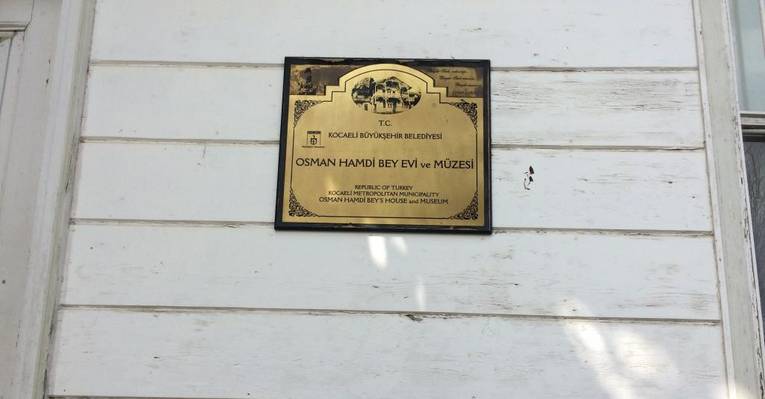 T.C.
KOCAELİ BÜYÜKŞEHİR BELEDİYESİ
OSMAN HAMDİ BEY EVİ ve MÜZESİ
REPUBLIC OF TURKEY
KOCAELİ METROPOLITAN MUNICIPALITY
OSMAN HAMDİ BEY'S HOUSE and MUSEUM